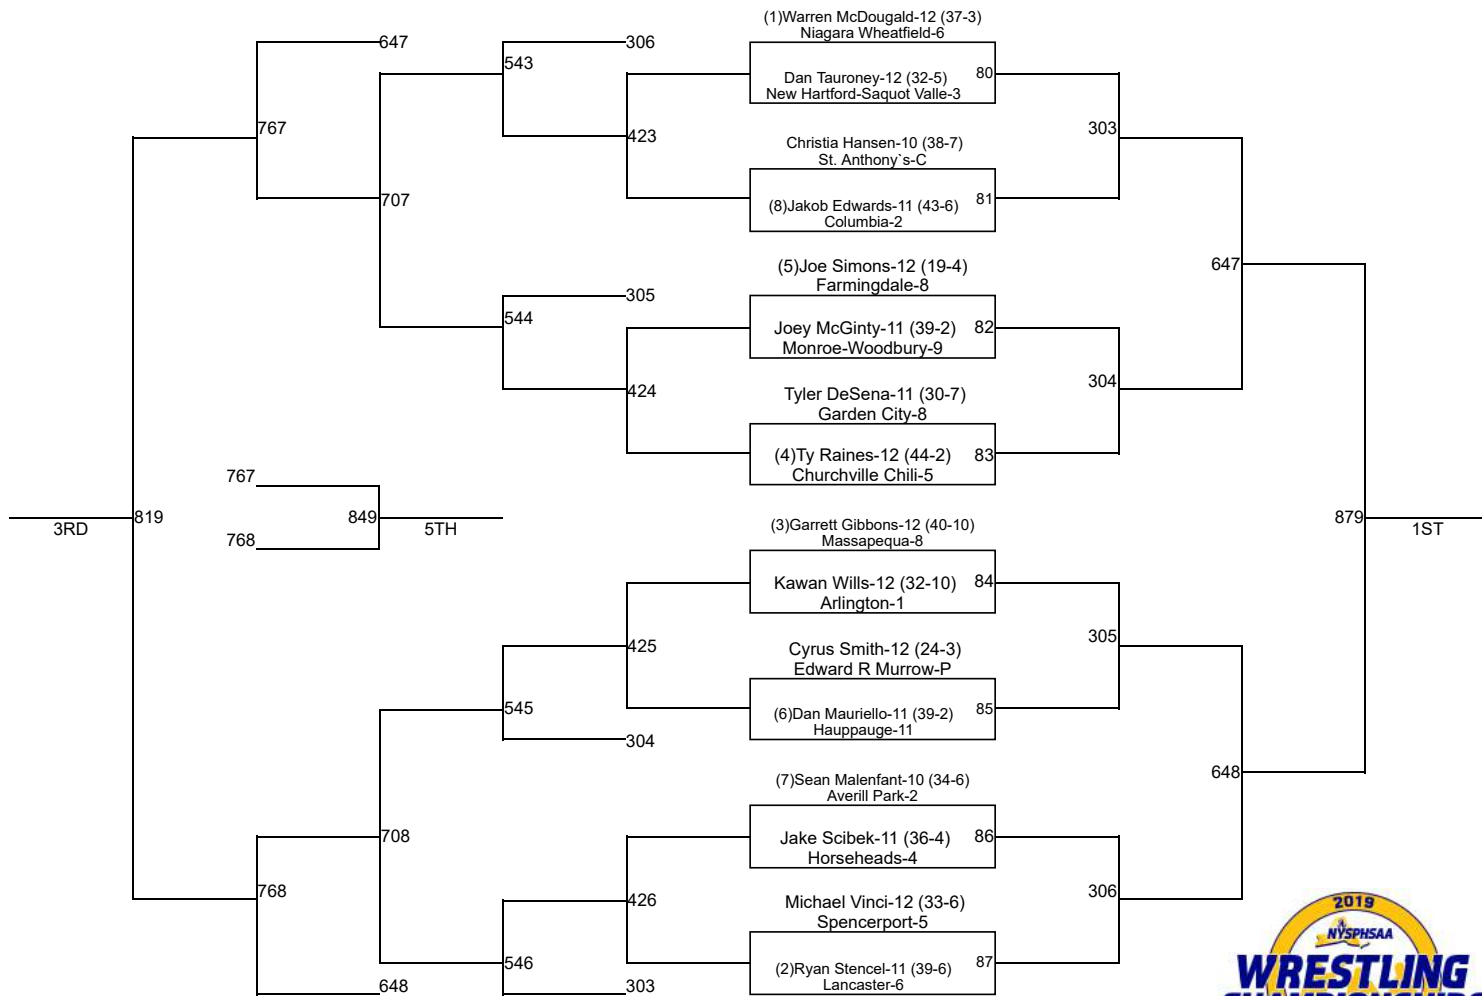 (1)Warren McDougald-12 (37-3)
Niagara Wheatfield-6
647
306
543
Dan Tauroney-12 (32-5)
80
New Hartford-Saquot Valle-3
767
423
303
Christia Hansen-10 (38-7)
St. Anthony`s-C
707
(8)Jakob Edwards-11 (43-6)
81
Columbia-2
(5)Joe Simons-12 (19-4)
647
Farmingdale-8
305
544
Joey McGinty-11 (39-2)
82
Monroe-Woodbury-9
424
304
Tyler DeSena-11 (30-7)
Garden City-8
(4)Ty Raines-12 (44-2)
83
Churchville Chili-5
767
3RD
819
849
5TH
768
879
1ST
(3)Garrett Gibbons-12 (40-10)
Massapequa-8
Kawan Wills-12 (32-10)
84
Arlington-1
425
305
Cyrus Smith-12 (24-3)
Edward R Murrow-P
545
(6)Dan Mauriello-11 (39-2)
85
Hauppauge-11
304
(7)Sean Malenfant-10 (34-6)
648
Averill Park-2
708
Jake Scibek-11 (36-4)
86
Horseheads-4
768
426
306
Michael Vinci-12 (33-6)
Spencerport-5
546
(2)Ryan Stencel-11 (39-6)
87
Lancaster-6
648
303
2019
NYSPHSAA
WRESTLING